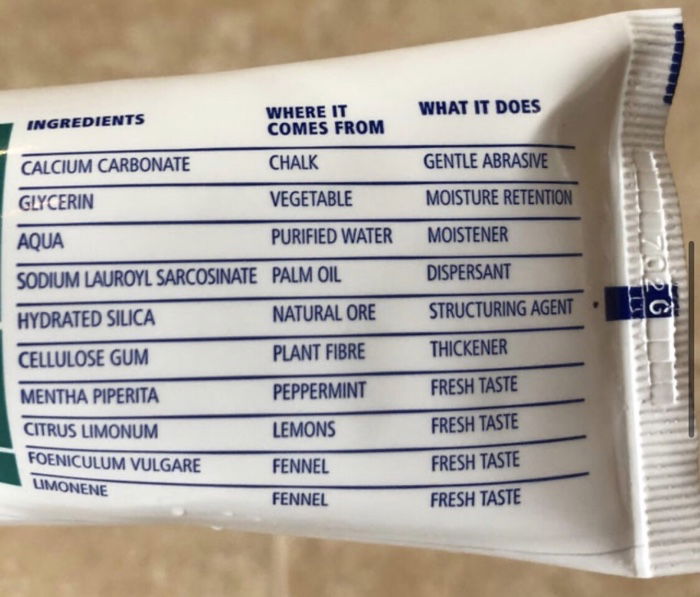 INGREDIENTS WHERE IT COMES FROM WHAT IT DOES
CALCIUM CARBONATE CHALK GENTLE ABRASIVE
GLYCERIN VEGETABLE MOISTURE RETENTION
AQUA PURIFIED WATER MOISTENER
SODIUM LAUROYL SARCOSINATE PALM OIL DISPERSANT
HYDRATED SILICA NATURAL ORE STRUCTURING AGENT
CELLULOSE GUM PLANT FIBRE THICKENER
MENTHA PIPERITA PEPPERMINT FRESH TASTE
CITRUS LIMONUM LEMONS FRESH TASTE
FOENICULUM VULGARE FENNEL FRESH TASTE
LIMONENE FENNEL FRESH TASTE